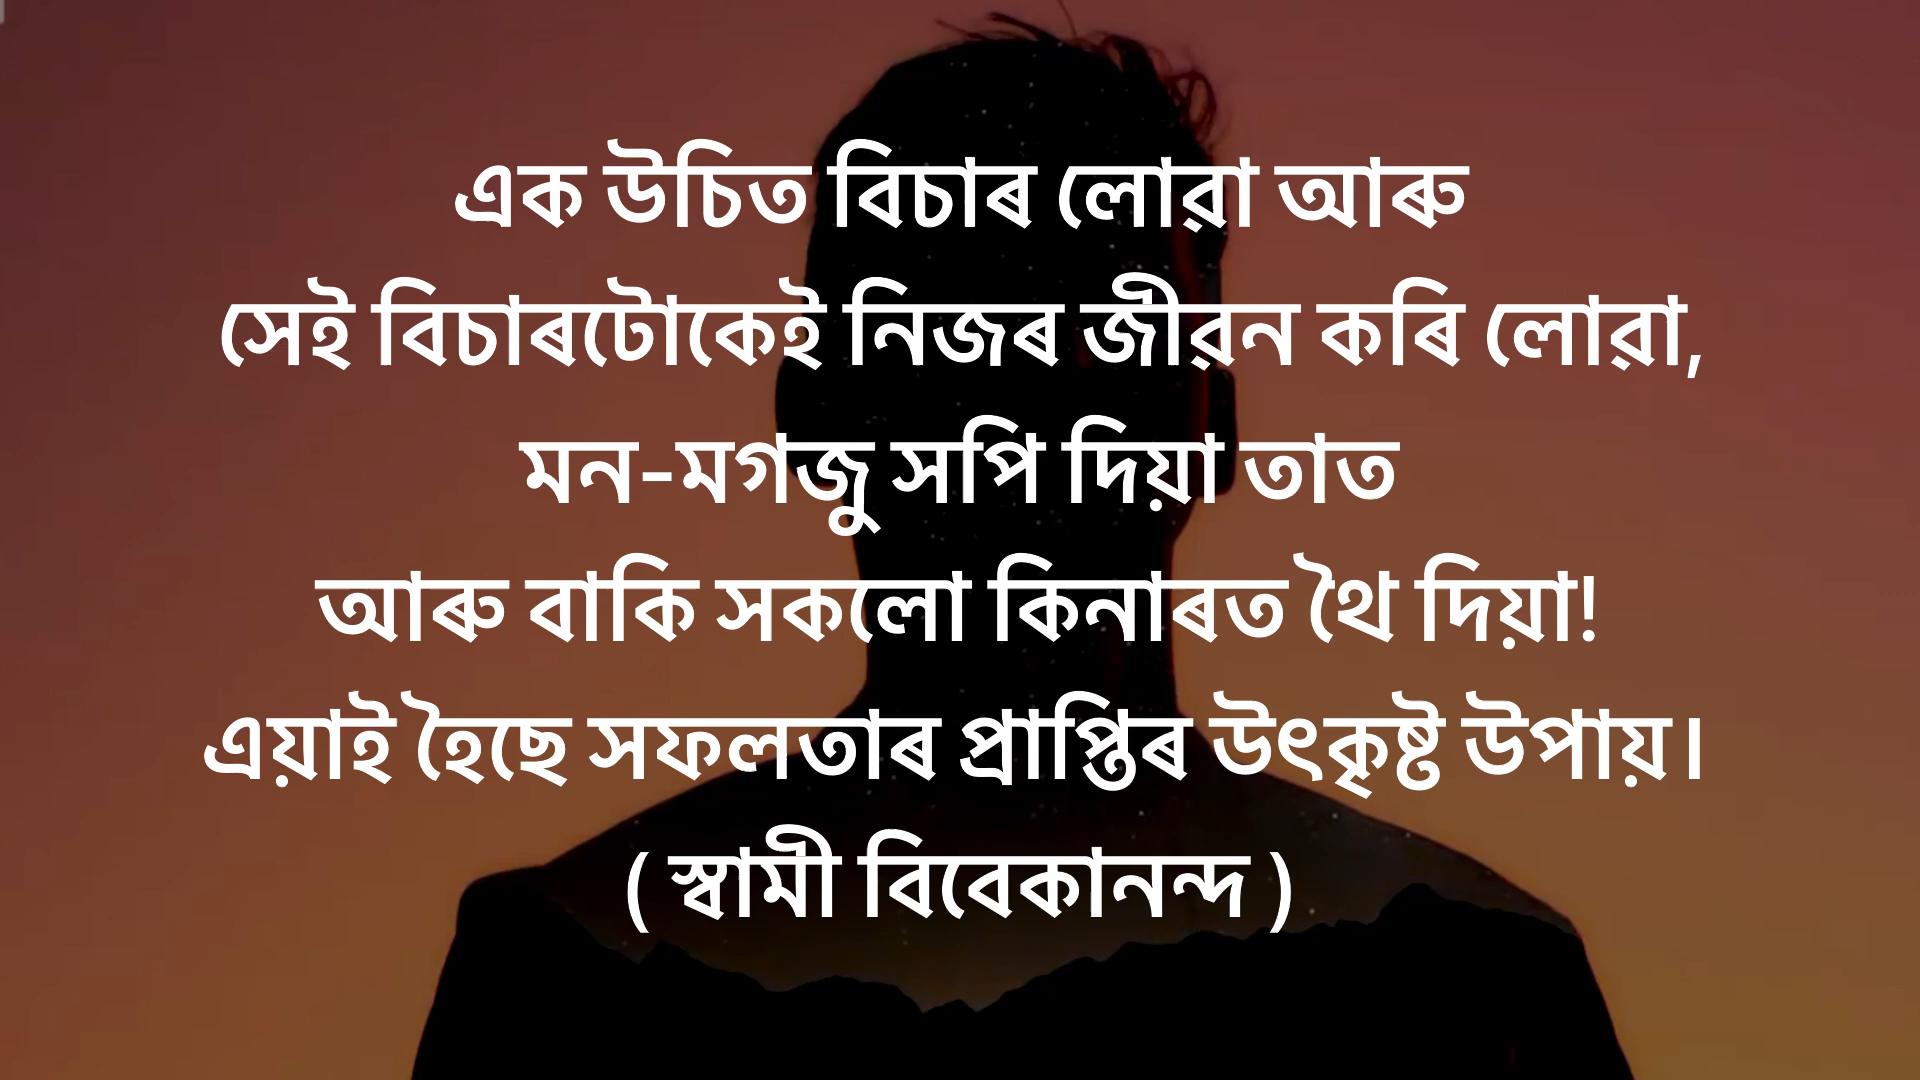 এক উচিত বিচাৰ লোৱা আৰু
সেই বিচাৰটোকেই নিজৰ জীৱন কৰি লোৱা,
মন-মগজু সপি দিয়া তাত
আৰু বাকি সকলো কিনাৰত থৈ দিয়া!
এয়াই হৈছে সফলতাৰ প্ৰাপ্তিৰ উৎকৃষ্ট উপায়।
( স্বামী বিবেকানন্দ )